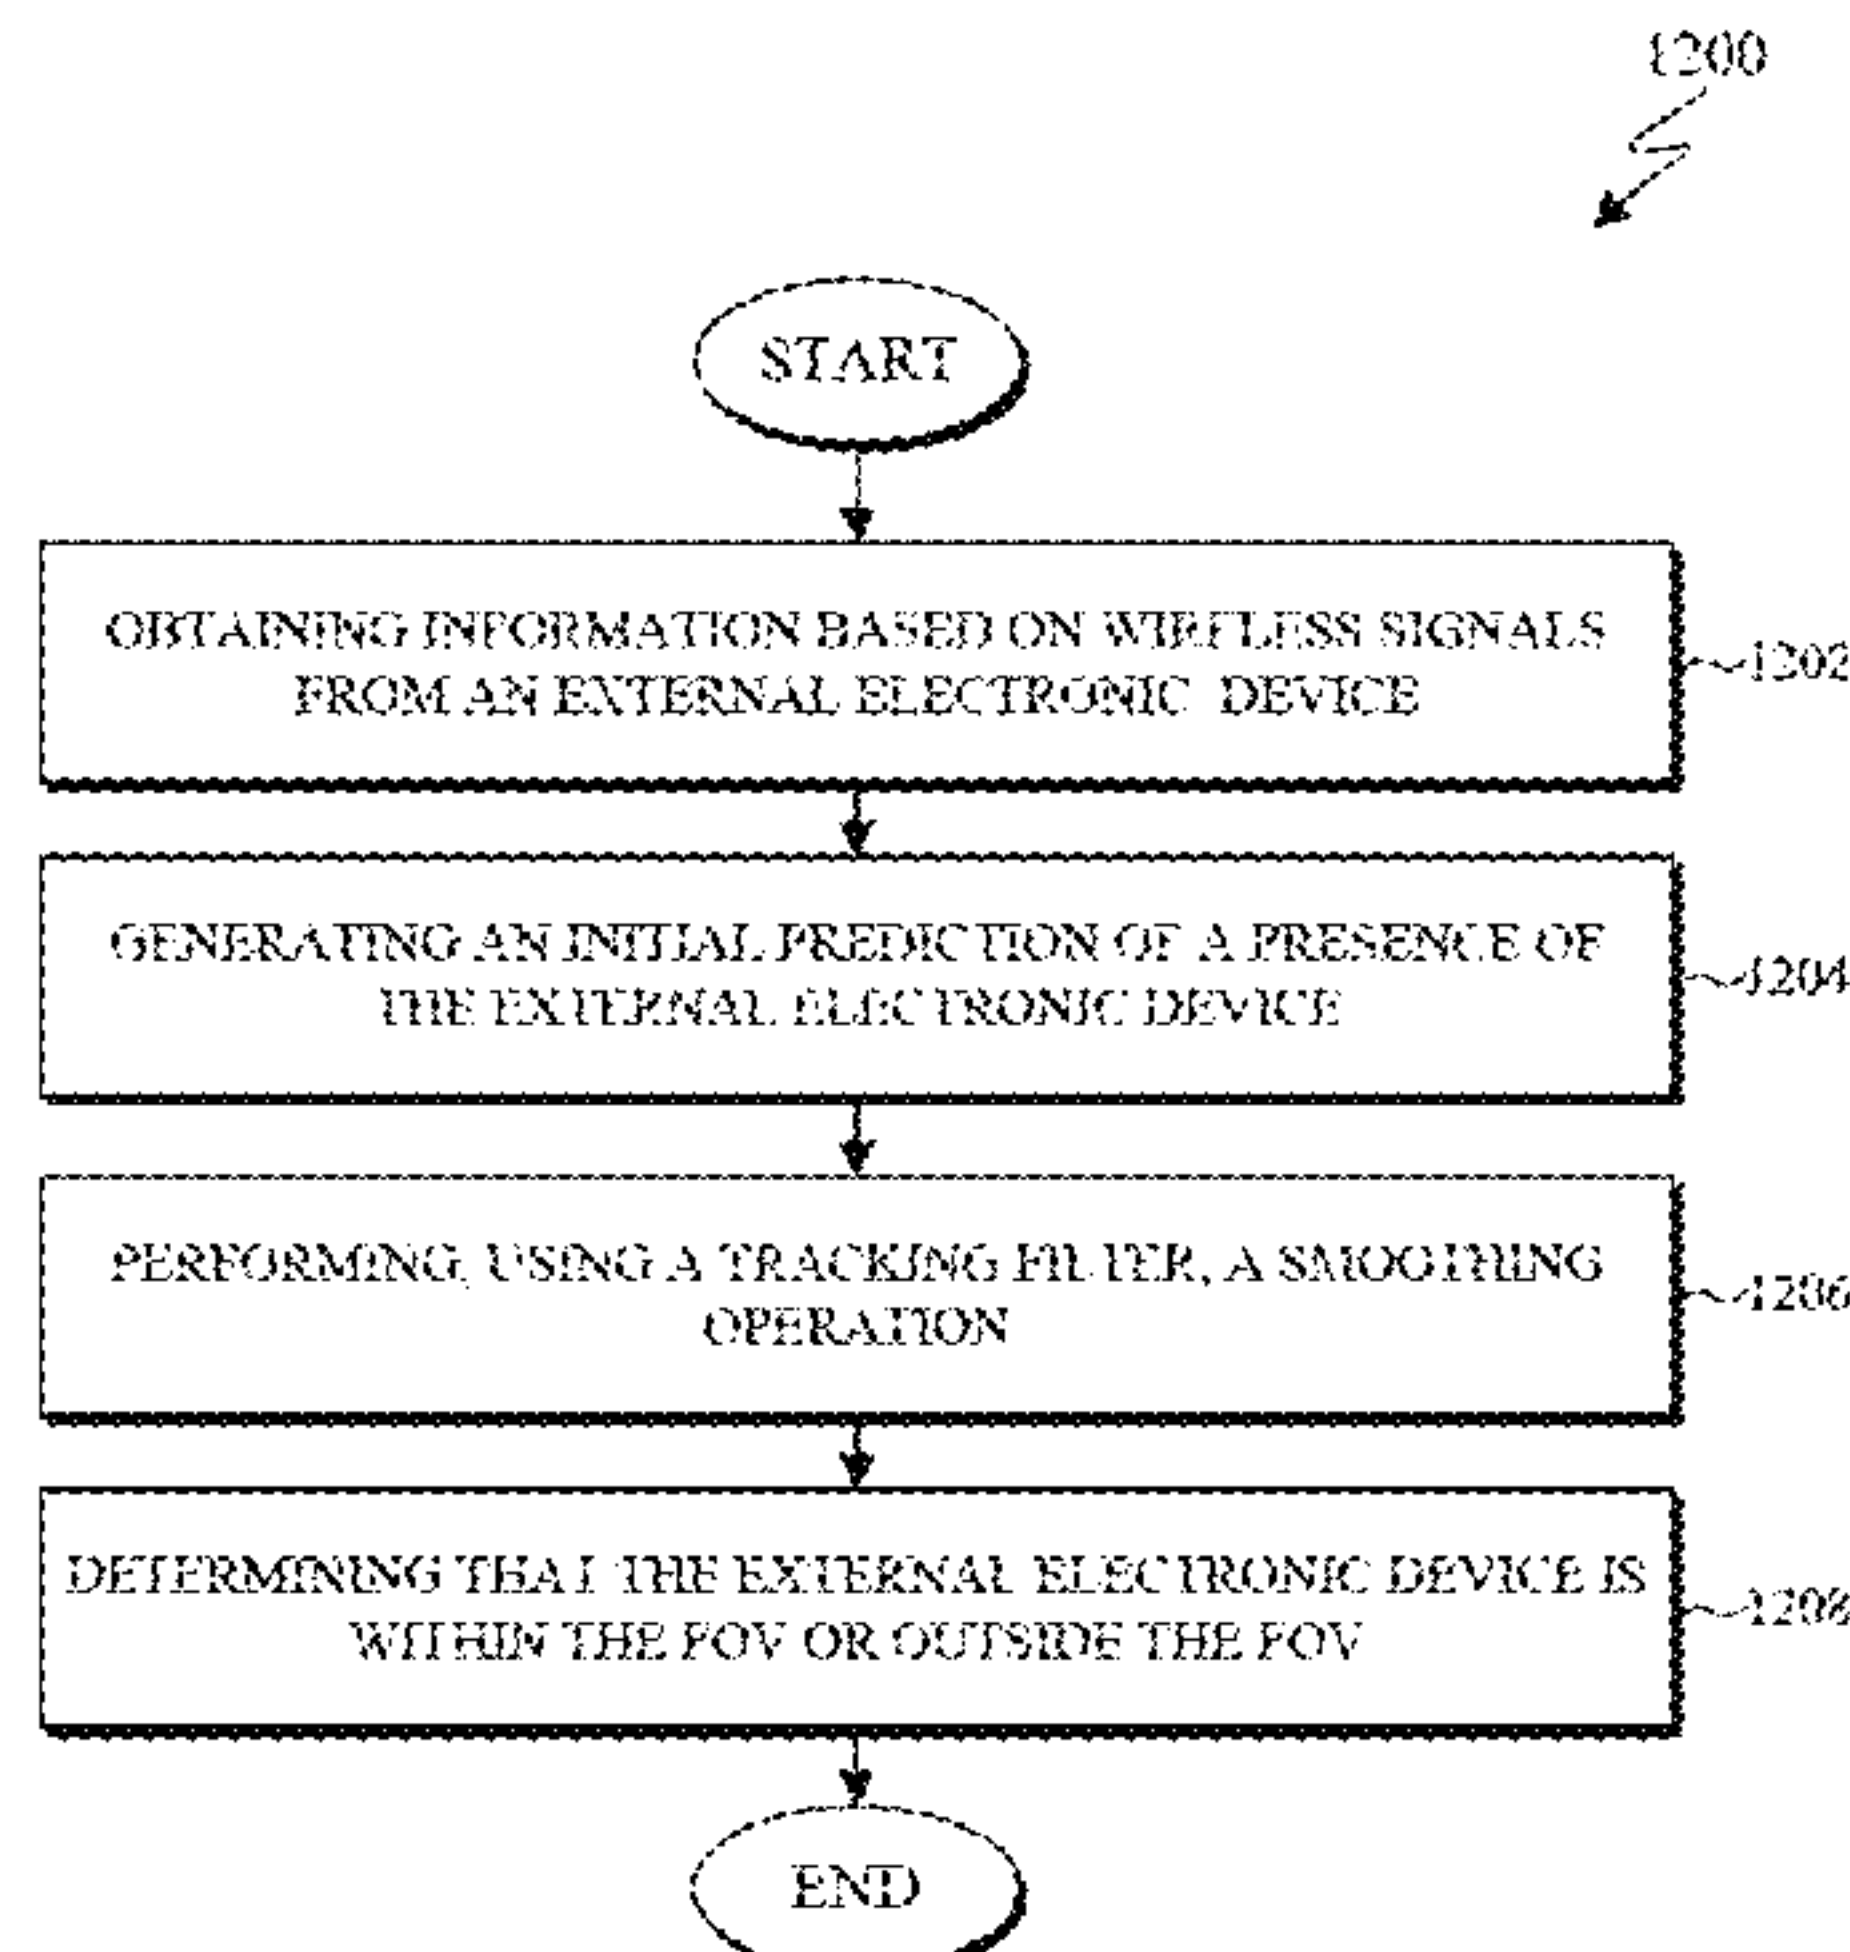 1200
START
OBTAINING INFORMATION BASED ON WIRELESS SIGNALS
FROM AN EXTERNAL ELECTRONIC DEVICE
1202
GENERATING AN INITIAL PREDICTION OF A PRESENCE OF
THE EXTERNAL ELECTRONIC DEVICE
1204
PERFORMING, USING A TRACKING FILTER, A SMOOTHING
OPERATION
1206
DETERMINING THAT THE EXTERNAL ELECTRONIC DEVICE IS
WITHIN THE FOV OR OUTSIDE THE FOV
1208
END